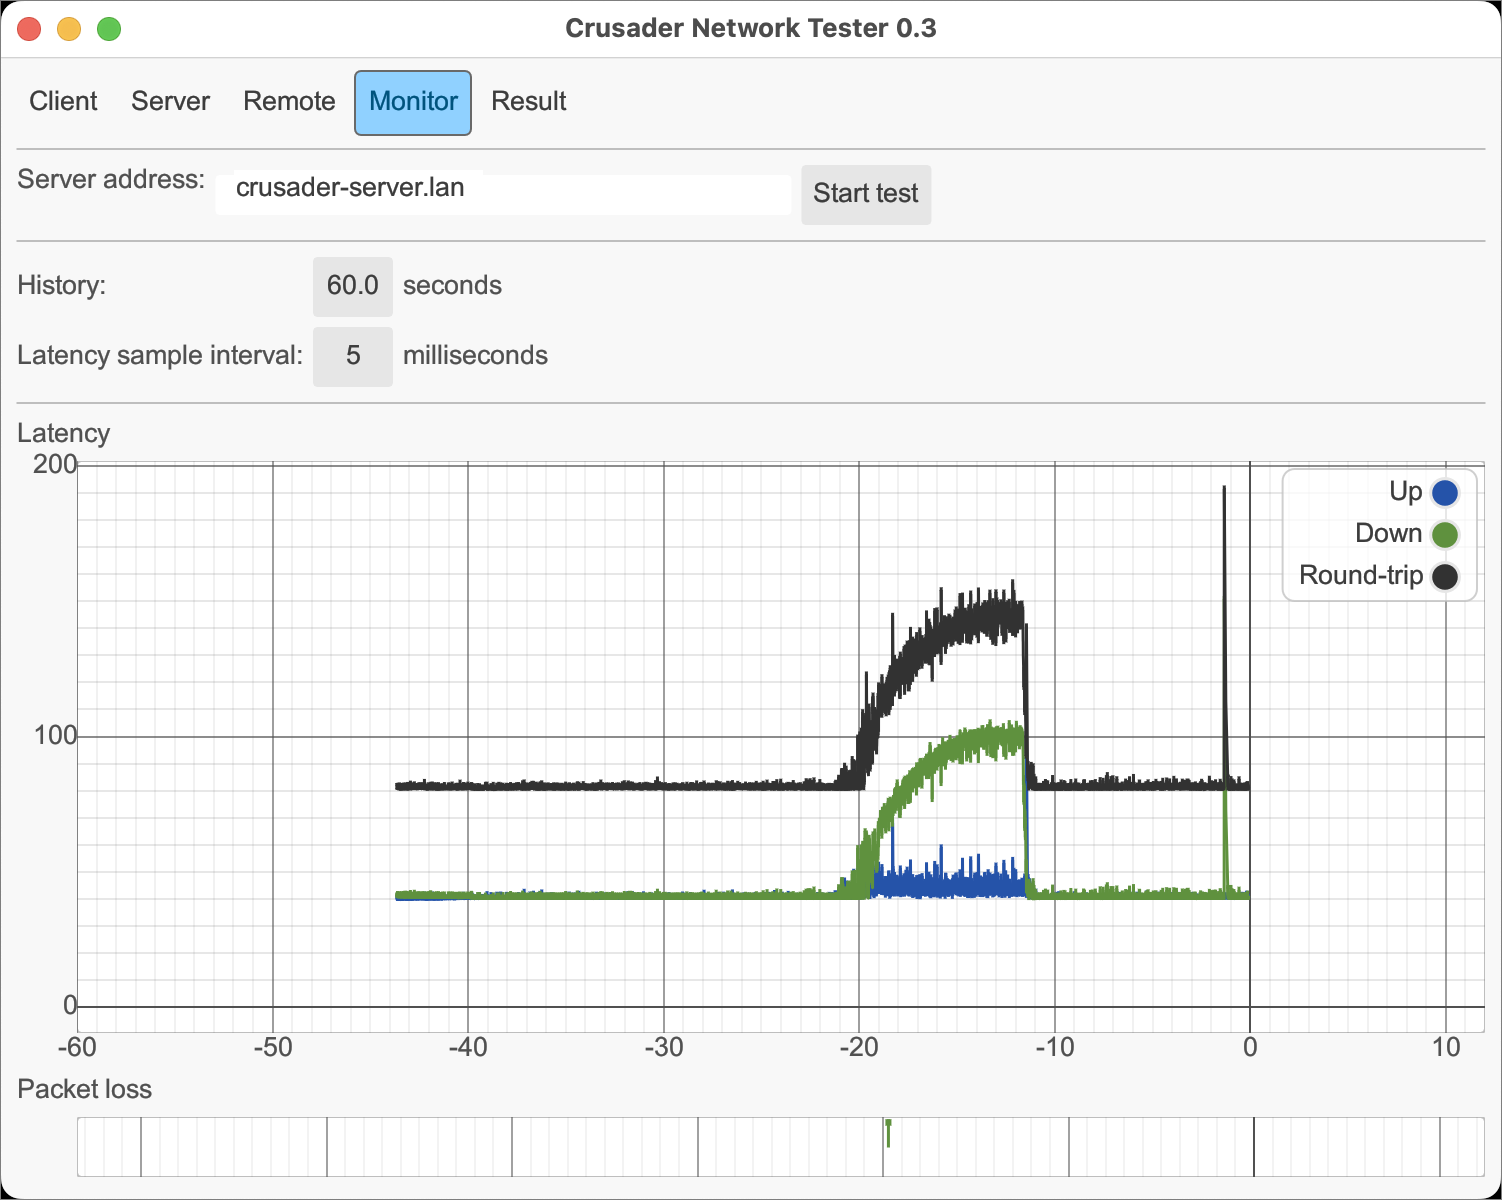 Crusader Network Tester 0.3
Client Server Remote Monitor Result
Server address: crusader-server.lan Start test
History: 60.0 seconds
Latency sample interval: 5 milliseconds
Latency
200
Up
Down
Round-trip
100
0
-60 -50 -40 -30 -20 -10 0 10
Packet loss